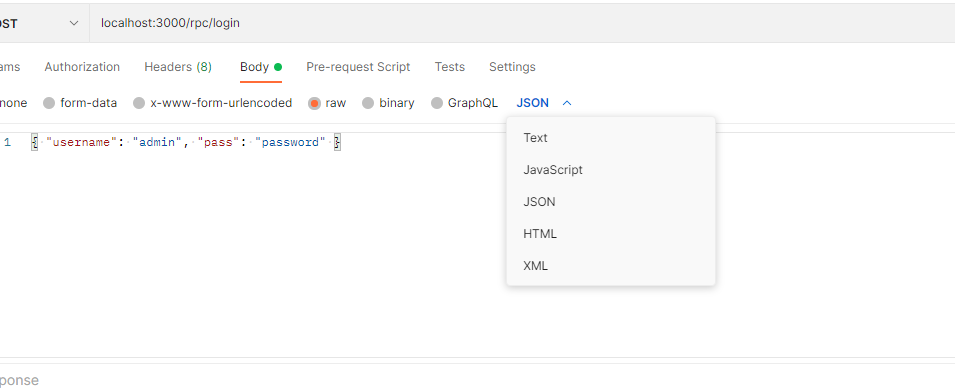 OST localhost:3000/rpc/login
ams Authorization Headers (8) Body Pre-request Script Tests Settings
none form-data x-www-form-urlencoded raw binary GraphQL JSON
1 { "username": "admin", "pass": "password" }
Text
JavaScript
JSON
HTML
XML
ponse